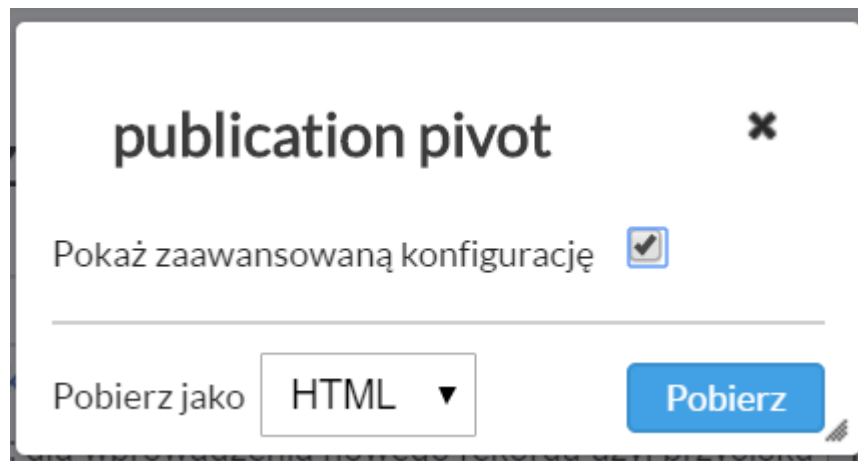 publication pivot
Pokaż zaawansowaną konfigurację
Pobierz jako HTML Pobierz